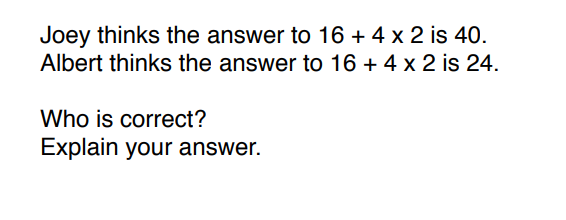 Joey thinks the answer to 16 + 4 x 2 is 40.
Albert thinks the answer to 16 + 4 x 2 is 24.
Who is correct?
Explain your answer.